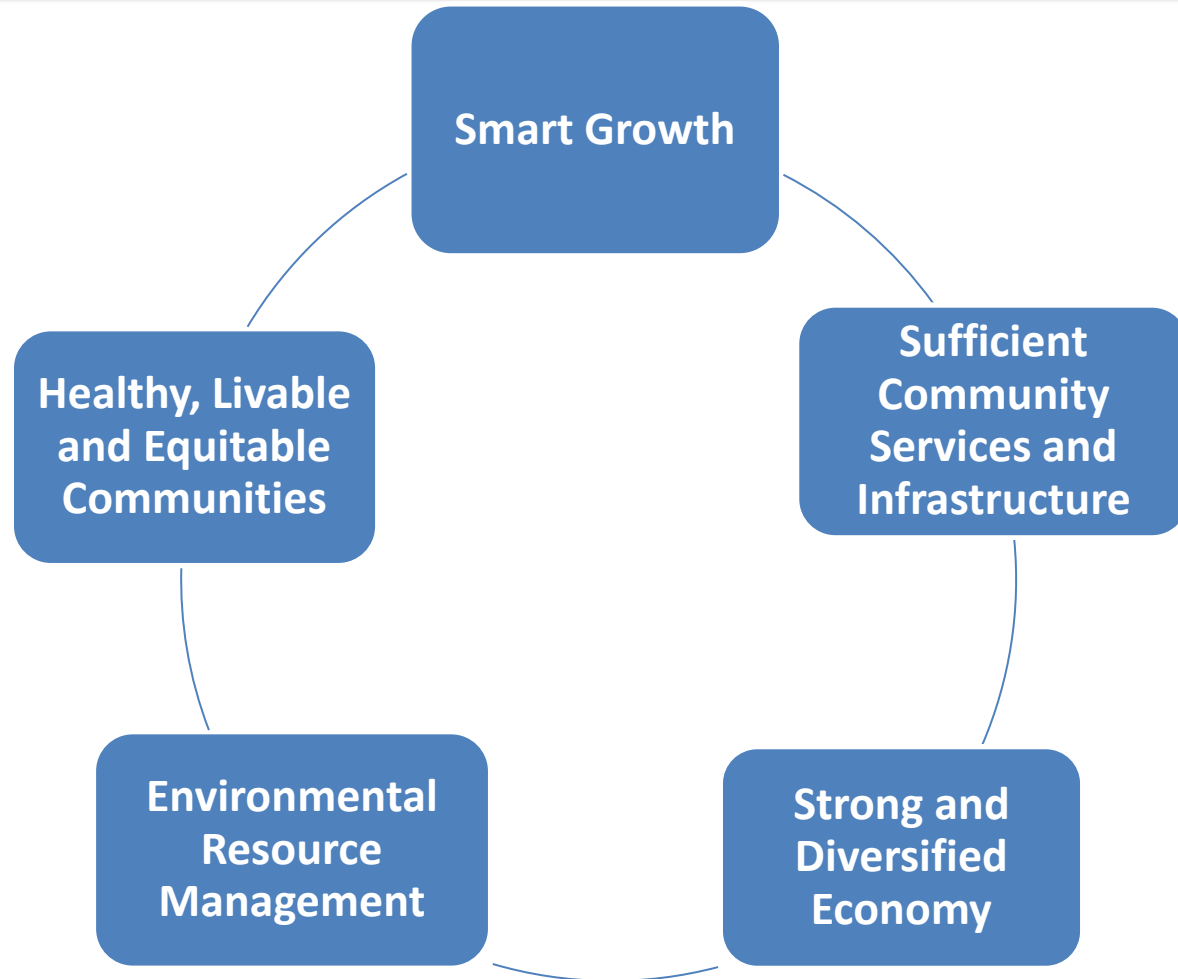 Smart Growth
Sufficient
Community
Services and
Infrastructure
Strong and
Diversified
Economy
Environmental
Resource
Management
Healthy, Livable
and Equitable
Communities